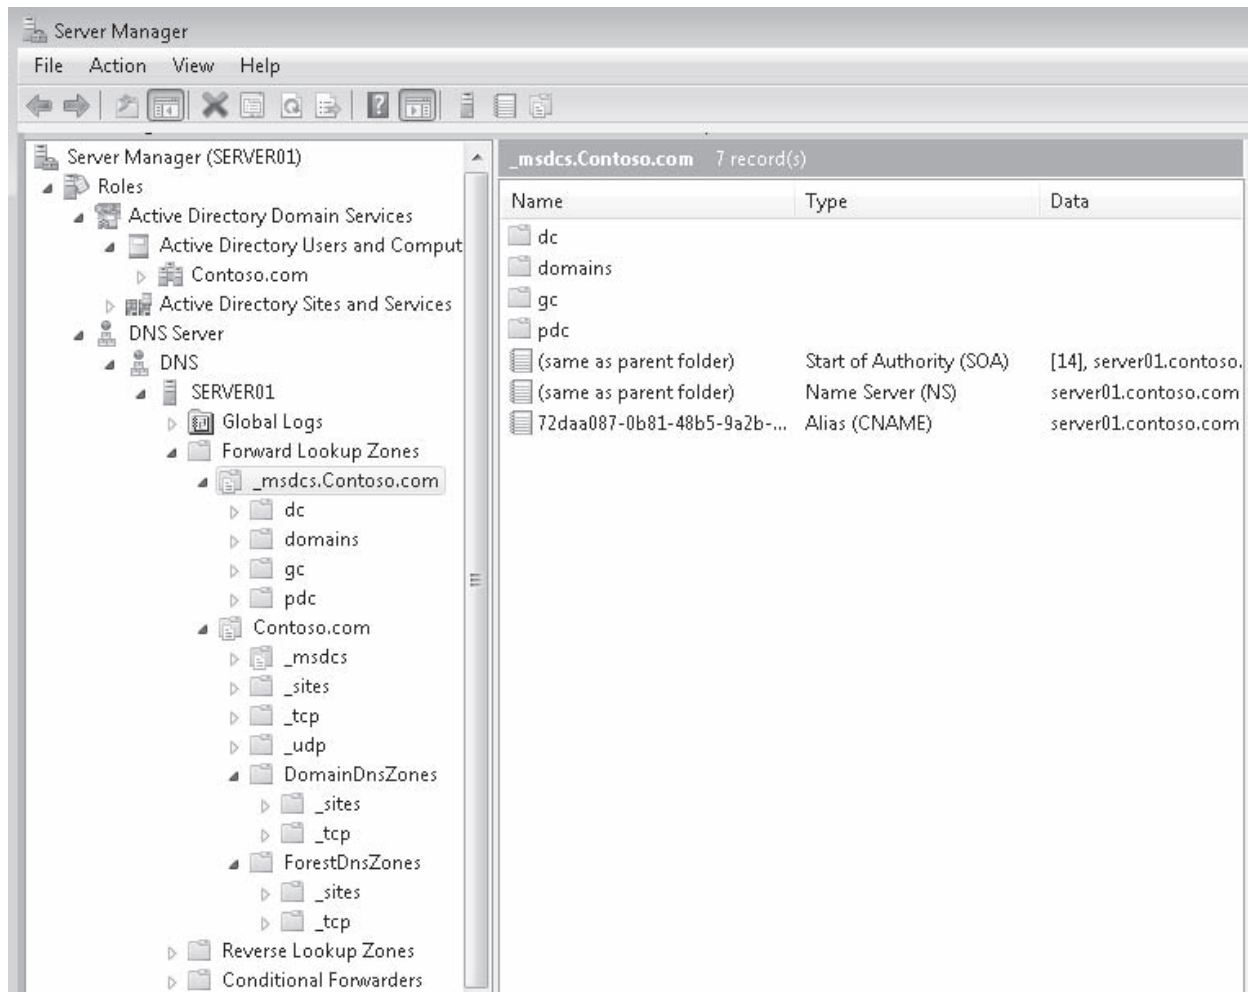 Server Manager
File Action View Help
Server Manager (SERVER01)
Roles
Active Directory Domain Services
Active Directory Users and Comput
Contoso.com
Active Directory Sites and Services
DNS Server
DNS
SERVER01
Global Logs
Forward Lookup Zones
_msdcs.Contoso.com
dc
domains
gc
pdc
Contoso.com
_msdcs
_sites
_tcp
_udp
DomainDnsZones
_sites
_tcp
ForestDnsZones
_sites
_tcp
Reverse Lookup Zones
Conditional Forwarders
_msdcs.Contoso.com 7 record(s)
Name Type Data
dc
domains
gc
pdc
(same as parent folder) Start of Authority (SOA) [14], server01.contoso.
(same as parent folder) Name Server (NS) server01.contoso.com
72daa087-0b81-48b5-9a2b-... Alias (CNAME) server01.contoso.com